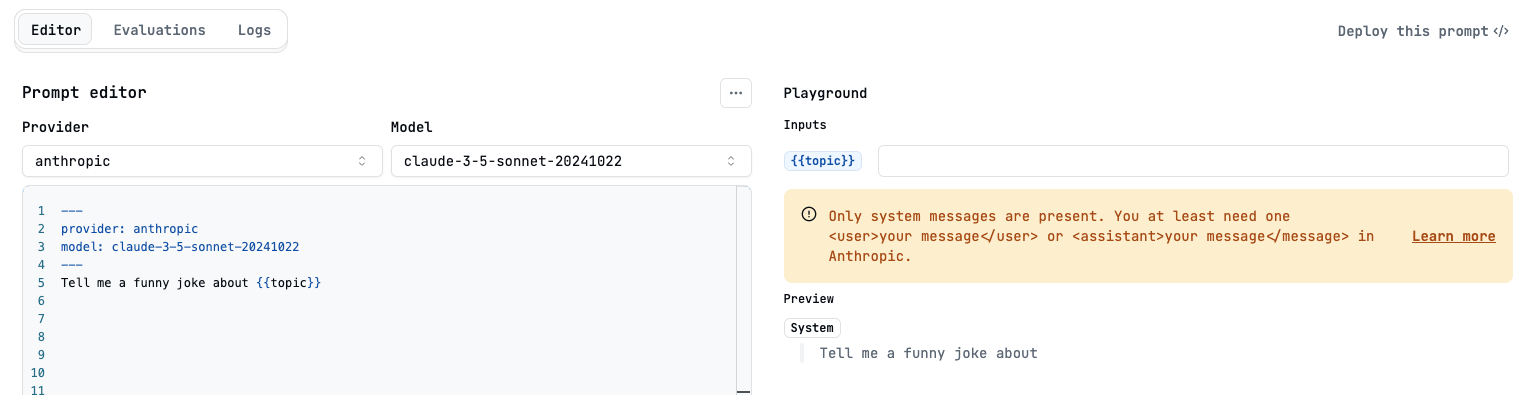 Editor Evaluations Logs
Deploy this prompt</>
Prompt editor
Provider Model
anthropic claude-3-5-sonnet-20241022
1 ---
2 provider: anthropic
3 model: claude-3-5-sonnet-20241022
4 ---
5 Tell me a funny joke about {{topic}}
6
7
8
9
10
11
Playground
Inputs
{{topic}}
Only system messages are present. You at least need one
<user>your message</user> or <assistant>your message</message> in
Anthropic.
Learn more
Preview
System
Tell me a funny joke about